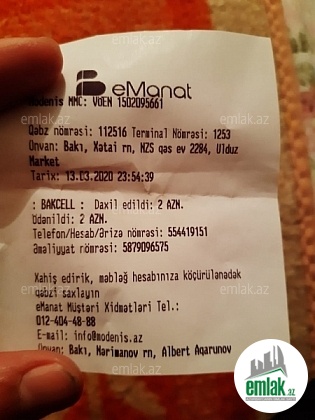 eManat
Modenis MMC: VÖEN 1502095661
Qəbz nömrəsi: 112516 Terminal Nömrəsi: 1253
Ünvan: Bakı, Xətai rn, NZS qəs ev 2284, Ulduz
Market
Tarix: 13.03.2020 23:54:39
: BAKCELL : Daxil edildi: 2 AZN.
Ödənildi: 2 AZN.
Telefon/Hesab/Ərizə nömrəsi: 554419151
Əməliyyat nömrəsi: 5879096575
Xahiş edirik, məbləğ hesabınıza köçürülənədək
qəbzi saxlayın
eManat Müştəri Xidmətləri Tel.:
012-404-48-88
E-mail: info@modenis.az
Ünvan: Bakı, Nərimanov rn, Albert Aqarunov
emlak.az
emlak.az
emlak.az
emlak.az
emlak.az
emlak.az
emlak.az